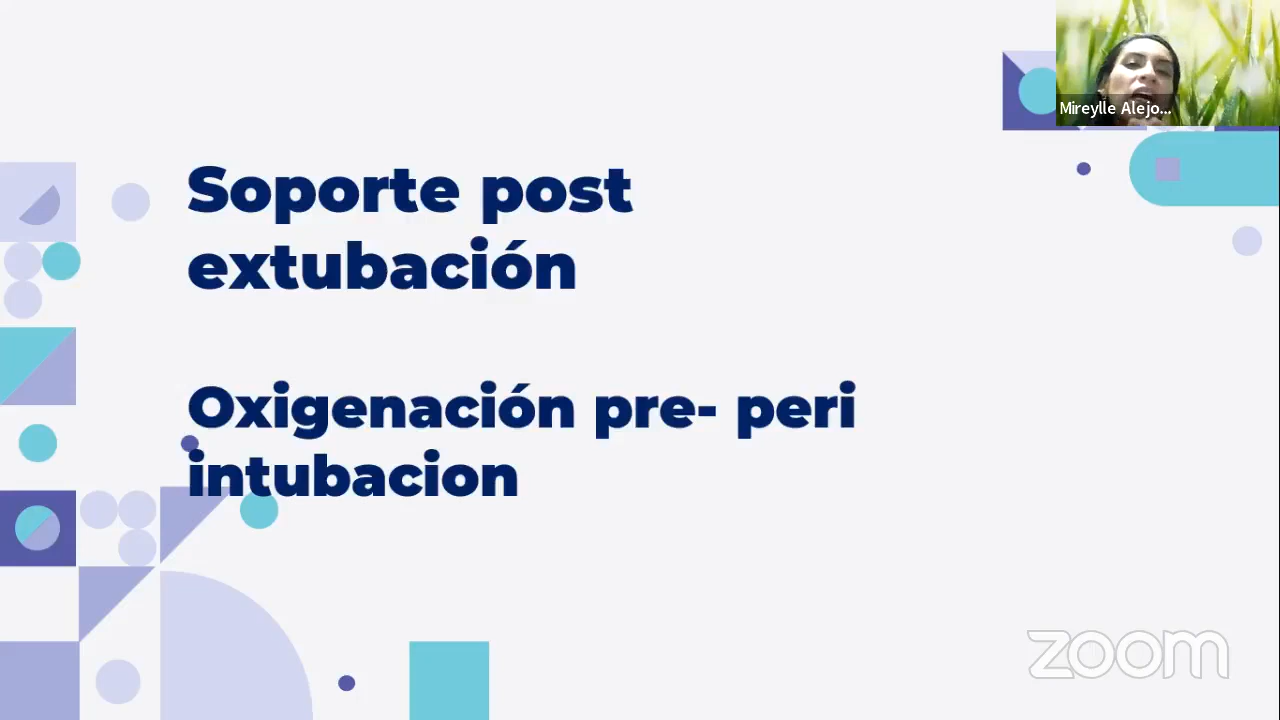 Mireylle Alejo...
Soporte post
extubación
Oxigenación pre- peri
intubacion
zoom